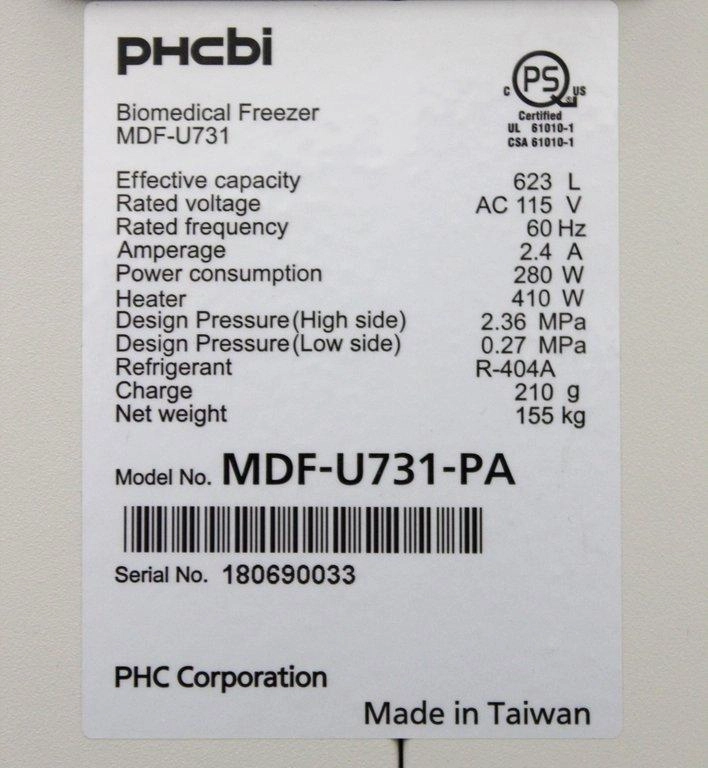 PHCbi
Biomedical Freezer
MDF-U731
C PS US
Certified
UL 61010-1
CSA 61010-1
Effective capacity 623 L
Rated voltage AC 115 V
Rated frequency 60 Hz
Amperage 2.4 A
Power consumption 280 W
Heater 410 W
Design Pressure(High side) 2.36 MPa
Design Pressure(Low side) 0.27 MPa
Refrigerant R-404A
Charge 210 g
Net weight 155 kg
Model No. MDF-U731-PA
Serial No. 180690033
PHC Corporation
Made in Taiwan